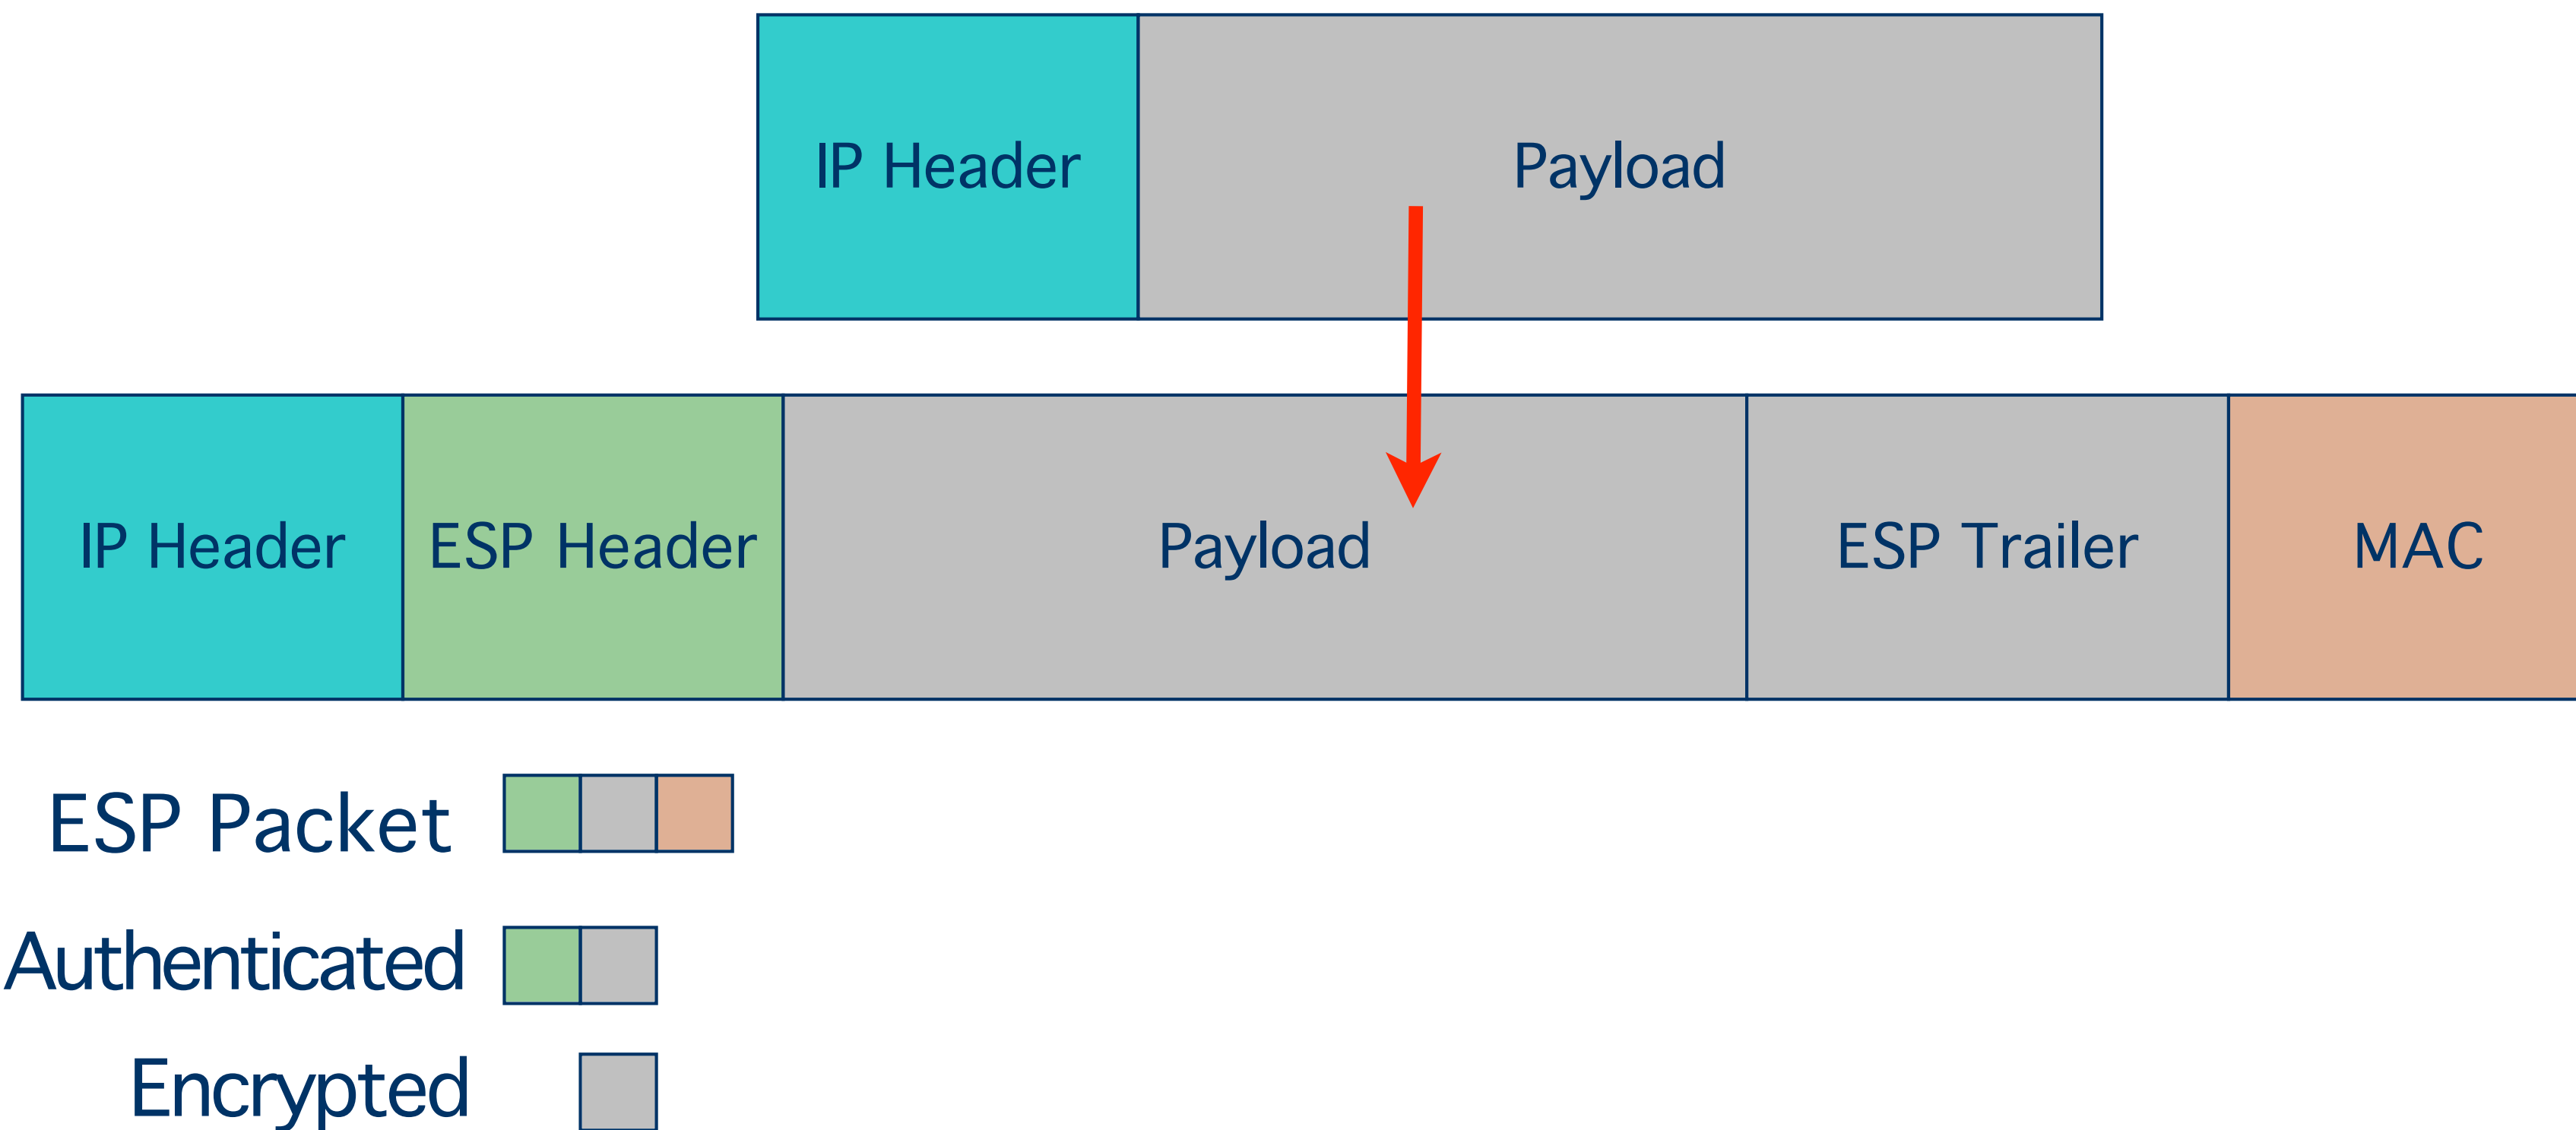 IP Header Payload
IP Header ESP Header Payload ESP Trailer MAC
ESP Packet
Authenticated
Encrypted